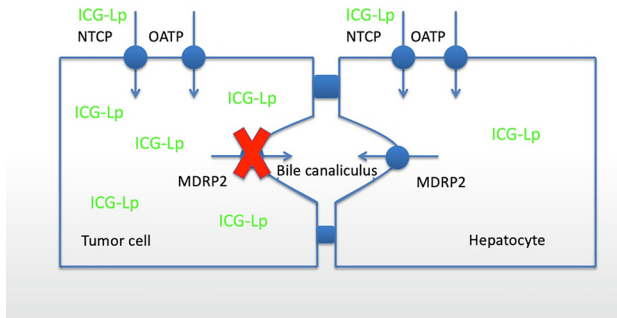 ICG-Lp
NTCP OATP
ICG-Lp
NTCP OATP
ICG-Lp
ICG-Lp
ICG-Lp
ICG-Lp
MDRP2
Bile canaliculus
MDRP2
ICG-Lp
ICG-Lp
Tumor cell
Hepatocyte